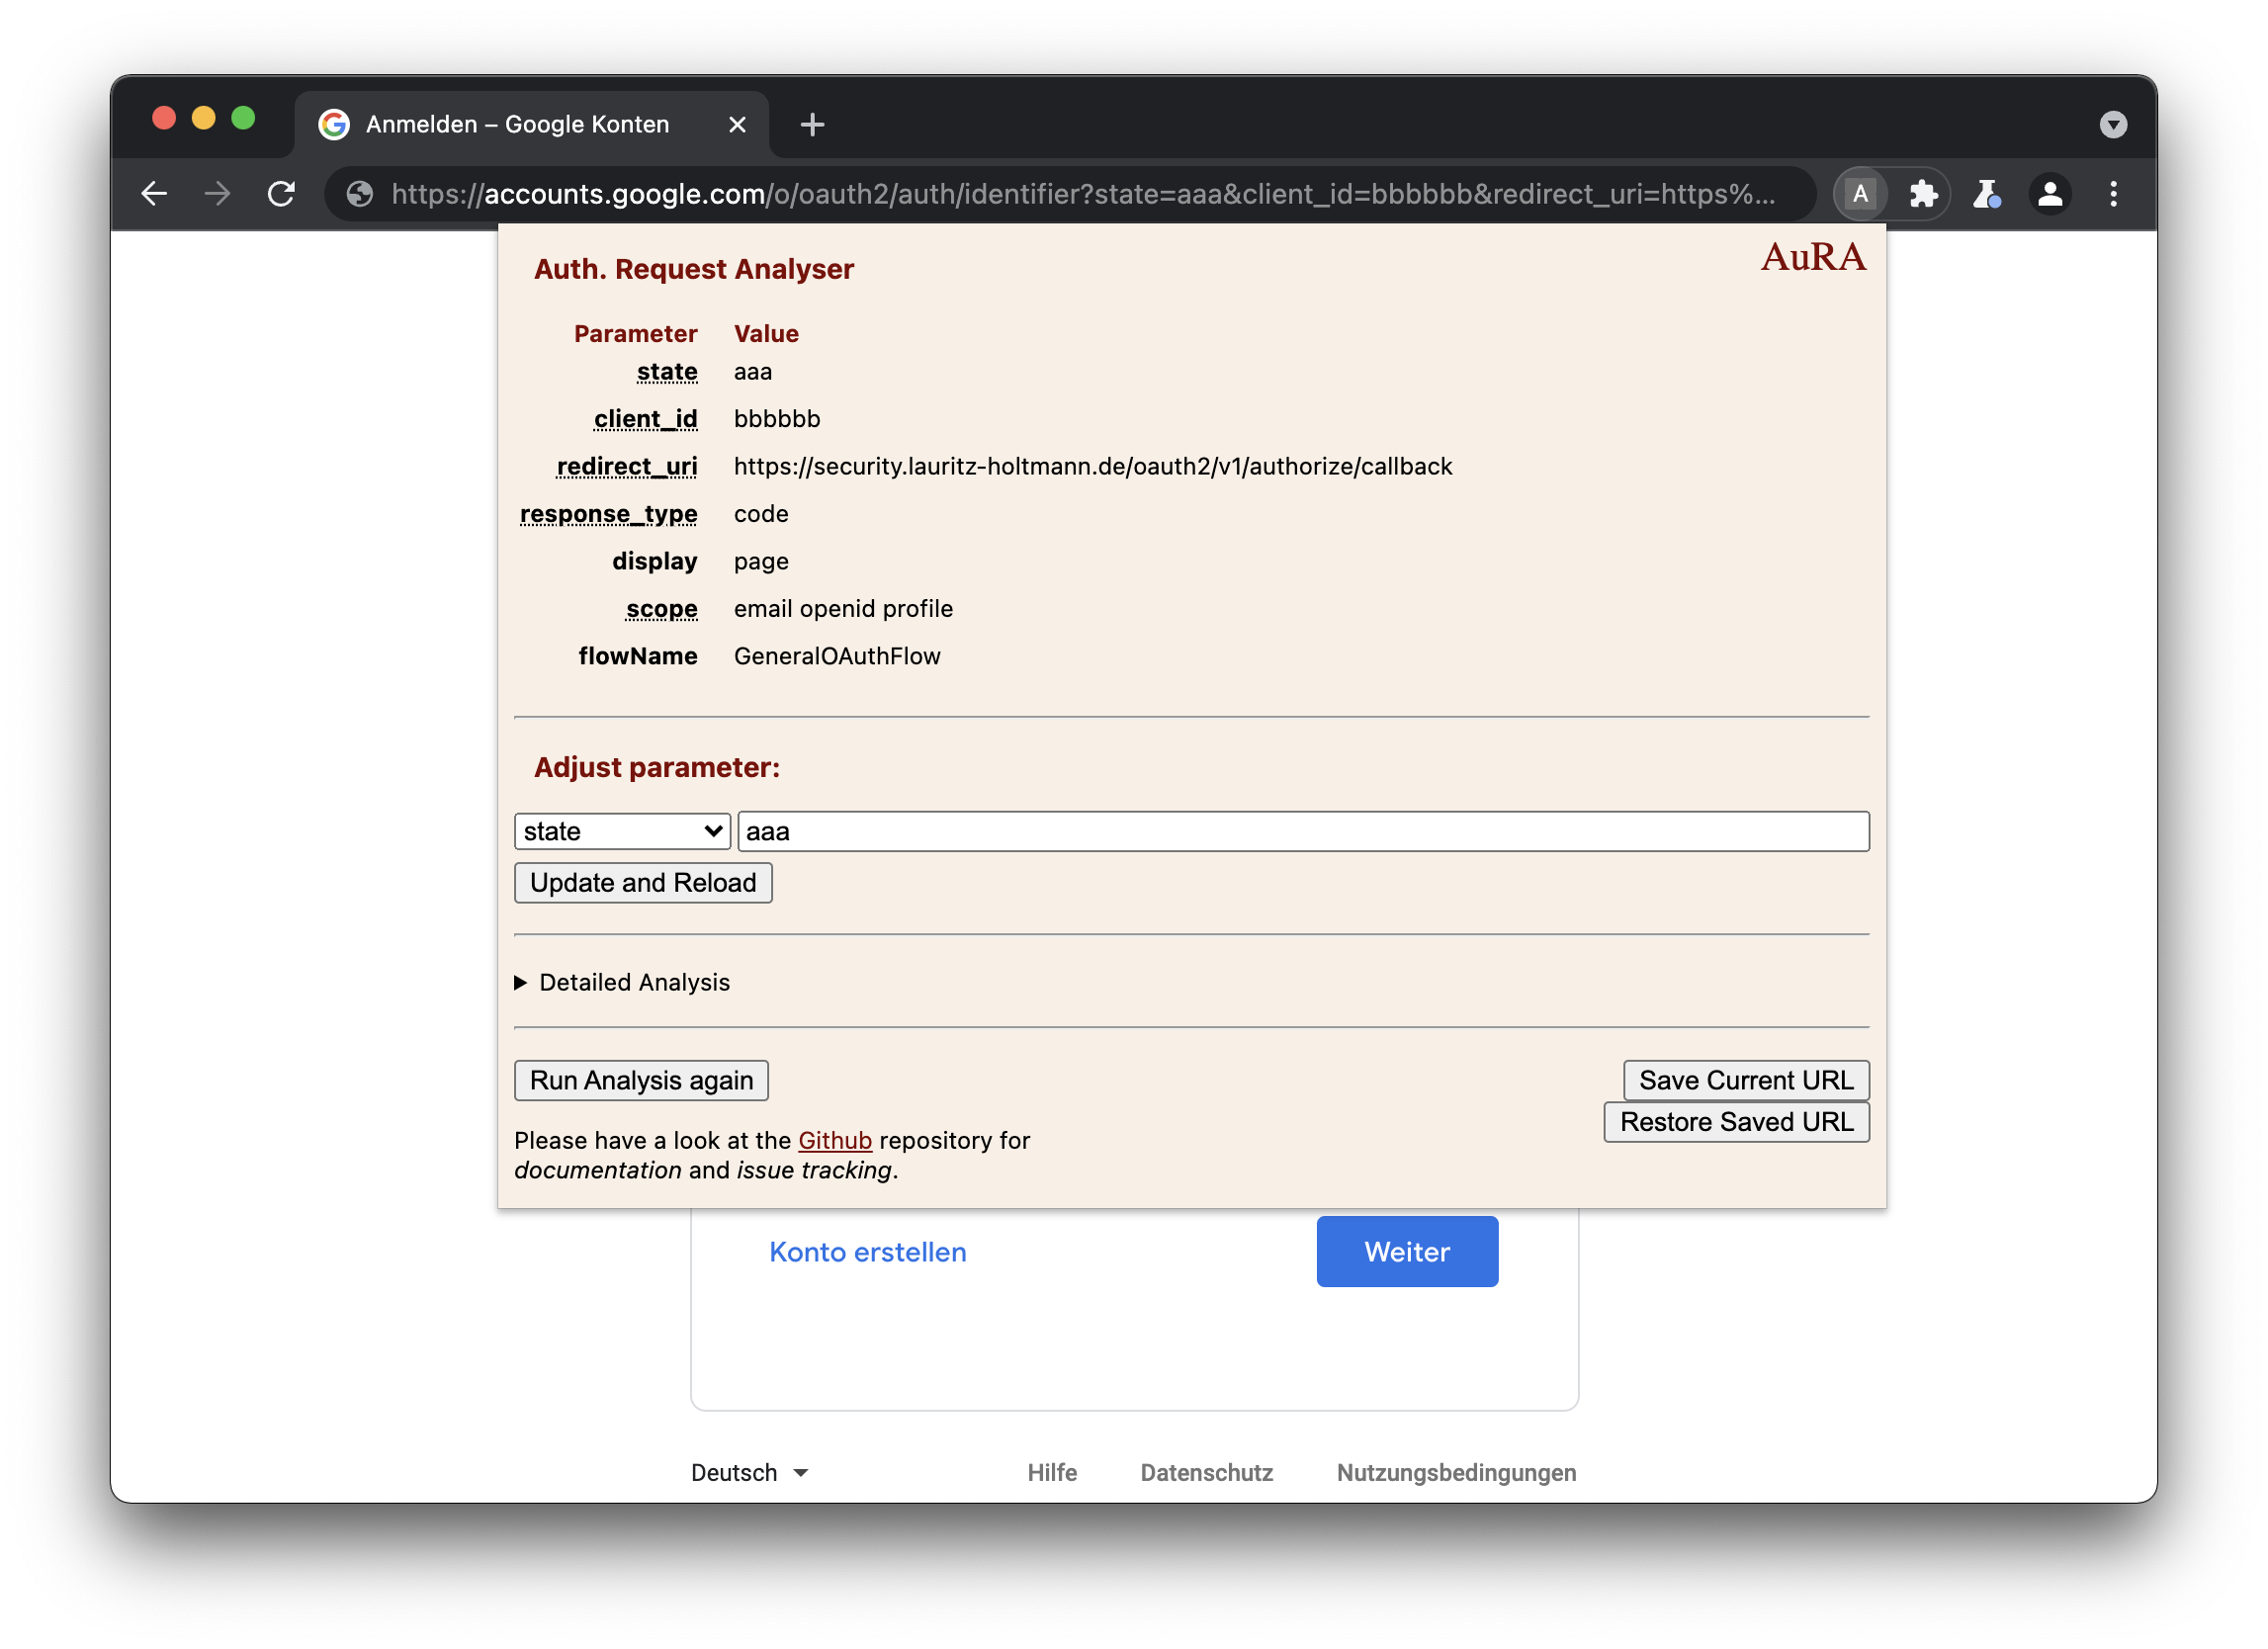 Anmelden – Google Konten
https://accounts.google.com/o/oauth2/auth/identifier?state=aaa&client_id=bbbbbb&redirect_uri=https%...
A
Auth. Request Analyser
AuRA
Parameter Value
state aaa
client_id bbbbbb
redirect_uri https://security.lauritz-holtmann.de/oauth2/v1/authorize/callback
response_type code
display page
scope email openid profile
flowName GeneralOAuthFlow
Adjust parameter:
state aaa
Update and Reload
Detailed Analysis
Run Analysis again
Save Current URL
Restore Saved URL
Please have a look at the Github repository for
documentation and issue tracking.
Konto erstellen Weiter
Deutsch Hilfe Datenschutz Nutzungsbedingungen